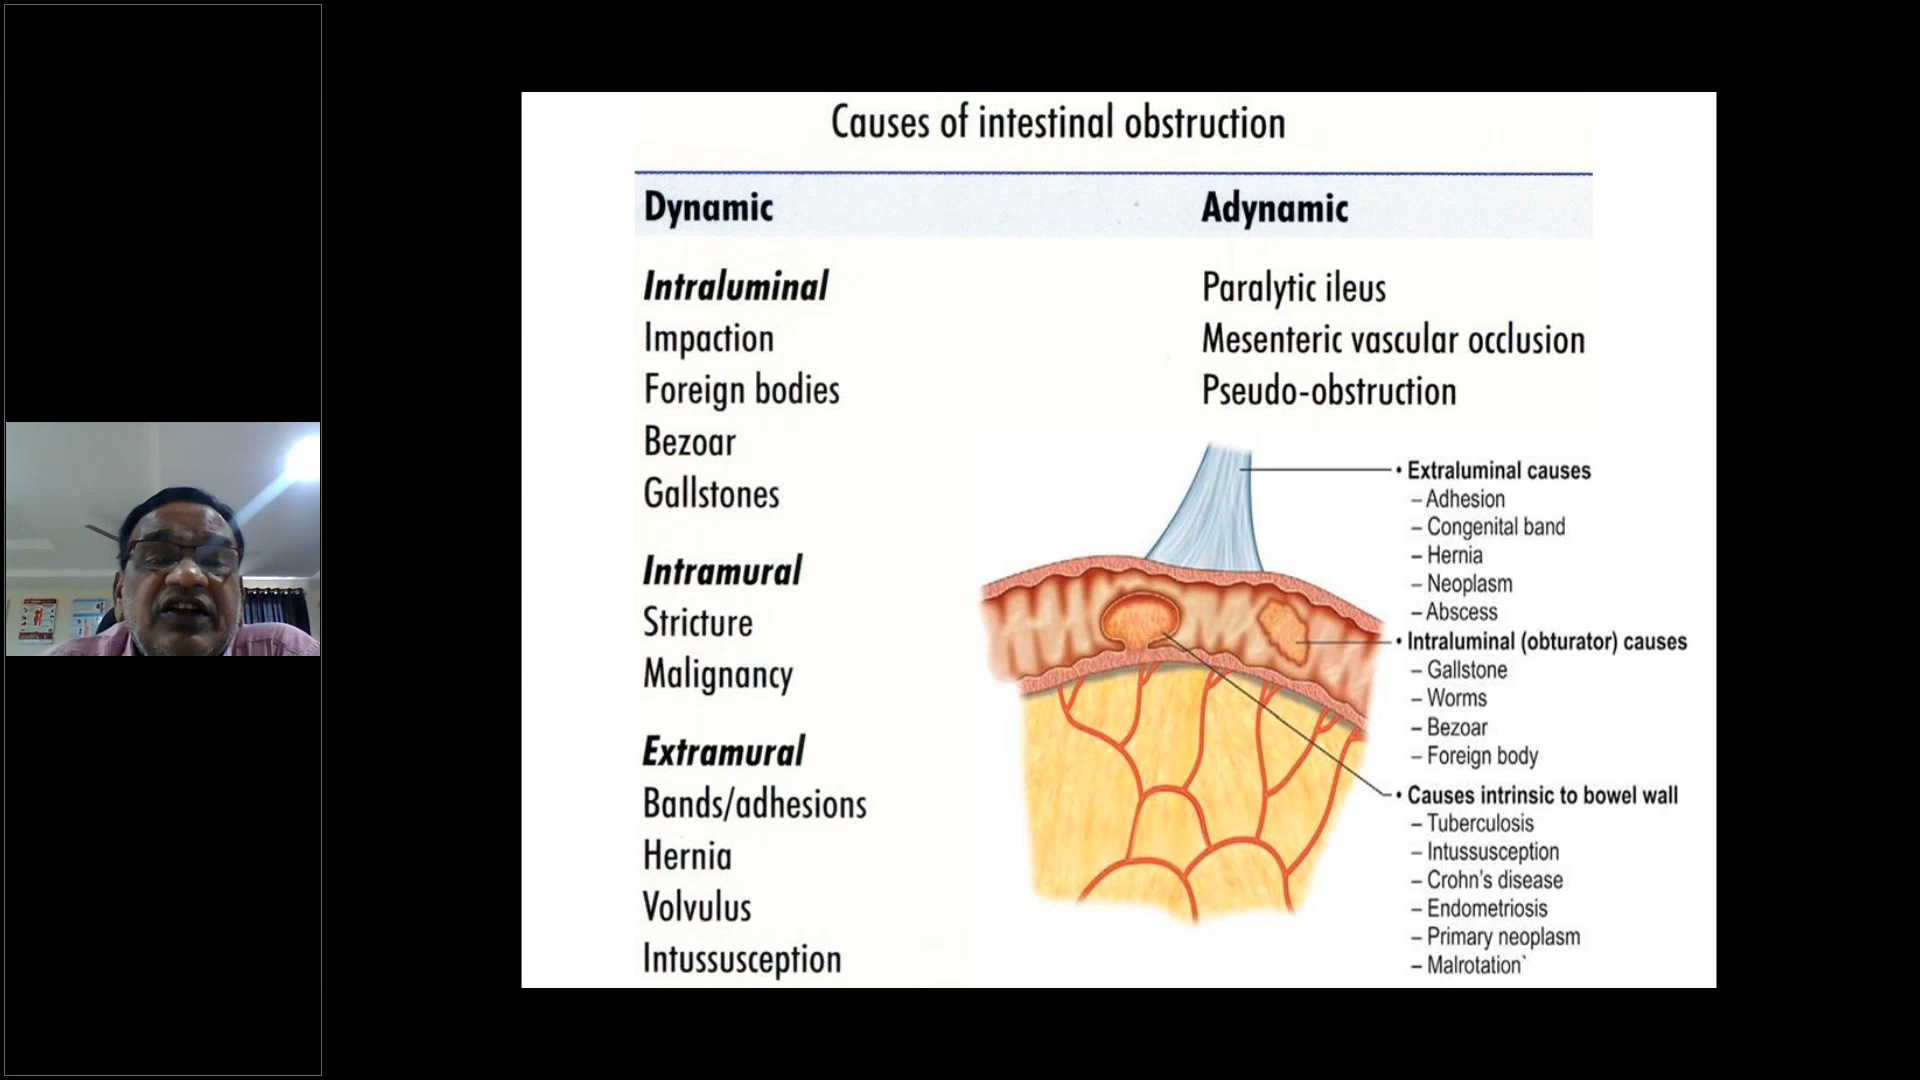 Causes of intestinal obstruction
Dynamic
Adynamic
Intraluminal
Impaction
Foreign bodies
Bezoar
Gallstones
Intramural
Stricture
Malignancy
Extramural
Bands/adhesions
Hernia
Volvulus
Intussusception
Paralytic ileus
Mesenteric vascular occlusion
Pseudo-obstruction
• Extraluminal causes
– Adhesion
– Congenital band
– Hernia
– Neoplasm
– Abscess
• Intraluminal (obturator) causes
– Gallstone
– Worms
– Bezoar
– Foreign body
• Causes intrinsic to bowel wall
– Tuberculosis
– Intussusception
– Crohn's disease
– Endometriosis
– Primary neoplasm
– Malrotation`